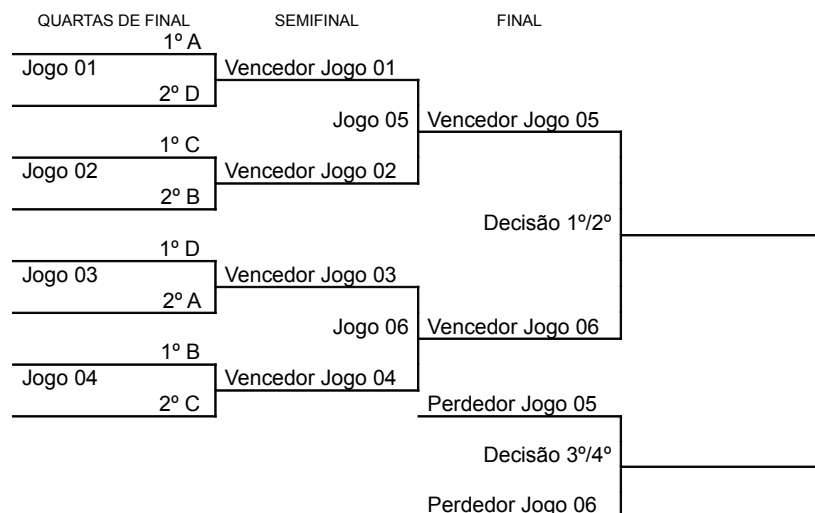 QUARTAS DE FINAL SEMIFINAL FINAL
1º A
Jogo 01 Vencedor Jogo 01
2º D
Jogo 05 Vencedor Jogo 05
1º C
Jogo 02 Vencedor Jogo 02
2º B
Decisão 1º/2º
1º D
Jogo 03 Vencedor Jogo 03
2º A
Jogo 06 Vencedor Jogo 06
1º B
Jogo 04 Vencedor Jogo 04
2º C Perdedor Jogo 05
Decisão 3º/4º
Perdedor Jogo 06